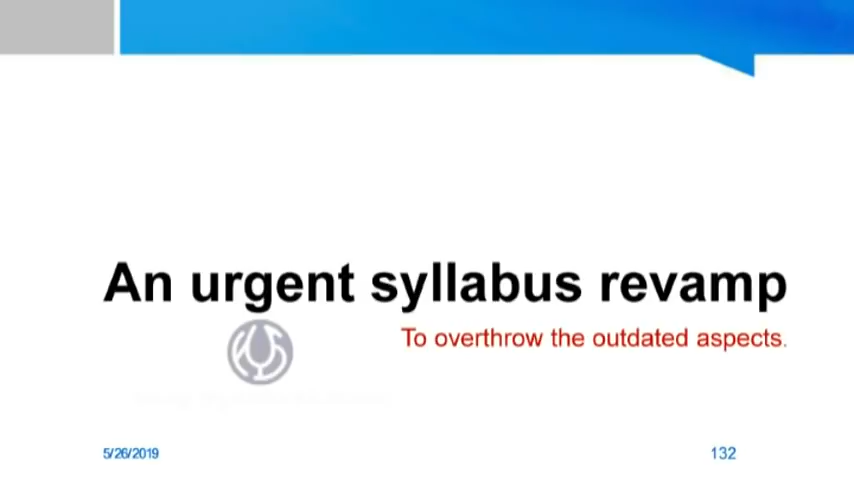 An urgent syllabus revamp
To overthrow the outdated aspects.
5/26/2019
132